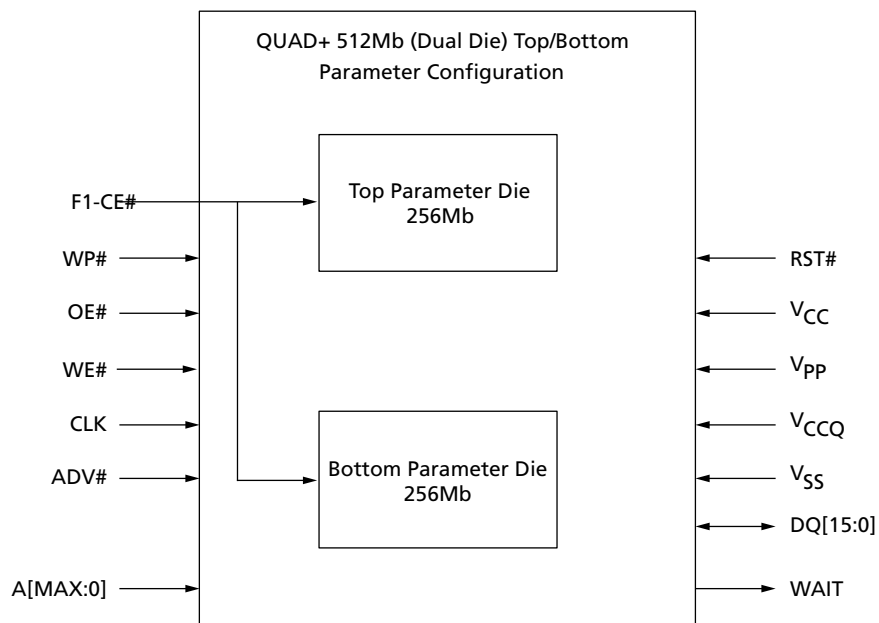 QUAD+ 512Mb (Dual Die) Top/Bottom
Parameter Configuration
Top Parameter Die
256Mb
F1-CE#
WP#
OE#
WE#
CLK
ADV#
A[MAX:0]
Bottom Parameter Die
256Mb
RST#
VCC
VPP
VCCQ
VSS
DQ[15:0]
WAIT